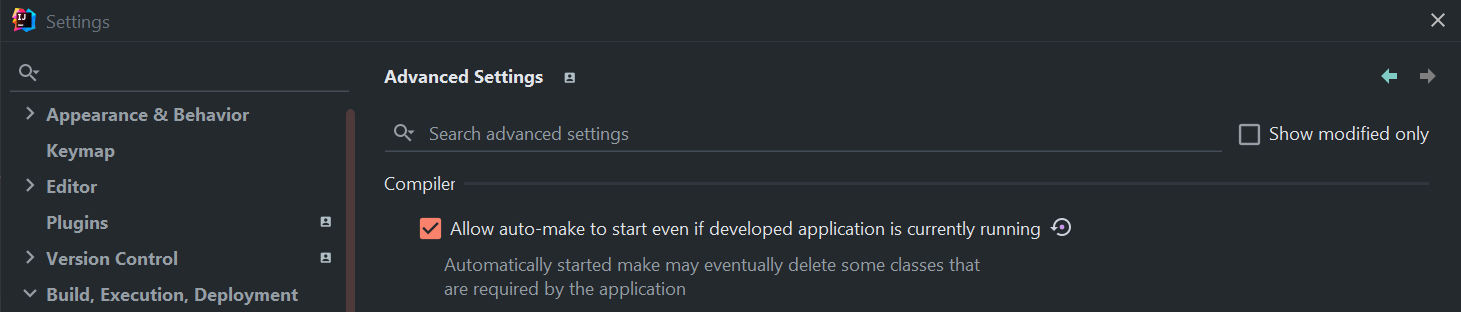 Settings
Appearance & Behavior
Keymap
Editor
Plugins
Version Control
Build, Execution, Deployment
Advanced Settings
Search advanced settings
Show modified only
Compiler
Allow auto-make to start even if developed application is currently running
Automatically started make may eventually delete some classes that
are required by the application